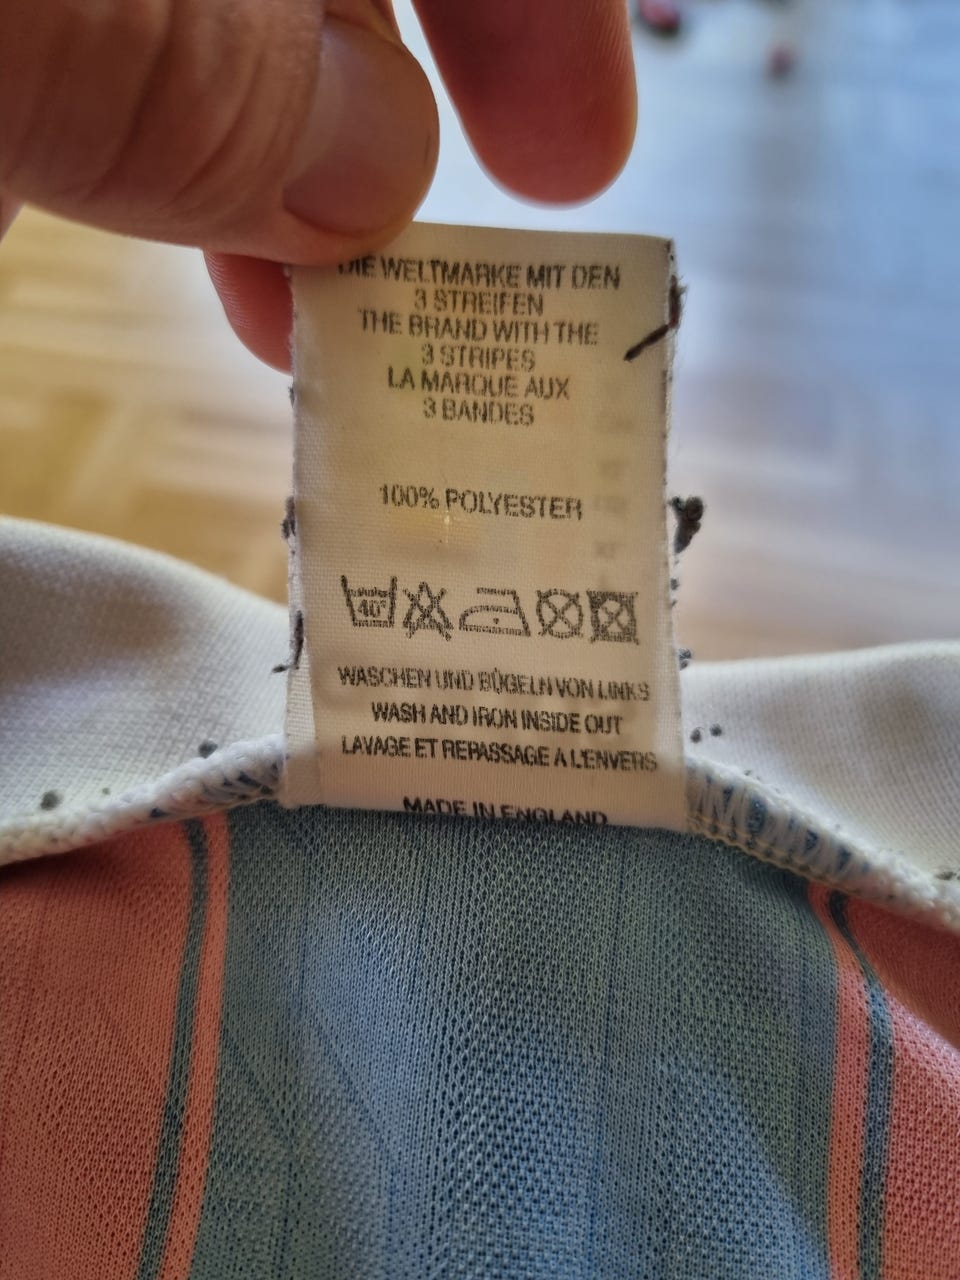 DIE WELTMARKE MIT DEN
3 STREIFEN
THE BRAND WITH THE
3 STRIPES
LA MARQUE AUX
3 BANDES
100% POLYESTER
40°
WASCHEN UND BÜGELN VON LINKS
WASH AND IRON INSIDE OUT
LAVAGE ET REPASSAGE A L'ENVERS
MADE IN ENGLAND